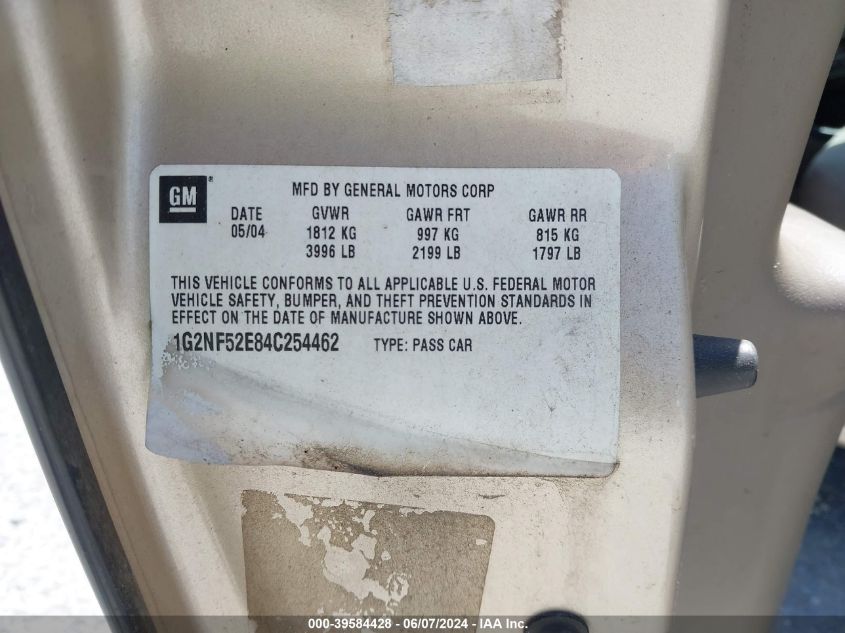 GM®
MFD BY GENERAL MOTORS CORP
DATE GVWR GAWR FRT GAWR RR
05/04 1812 KG 997 KG 815 KG
3996 LB 2199 LB 1797 LB
THIS VEHICLE CONFORMS TO ALL APPLICABLE U.S. FEDERAL MOTOR
VEHICLE SAFETY, BUMPER, AND THEFT PREVENTION STANDARDS IN
EFFECT ON THE DATE OF MANUFACTURE SHOWN ABOVE.
1G2NF52E84C254462 TYPE: PASS CAR
000-39584428 - 06/07/2024 - IAA Inc.